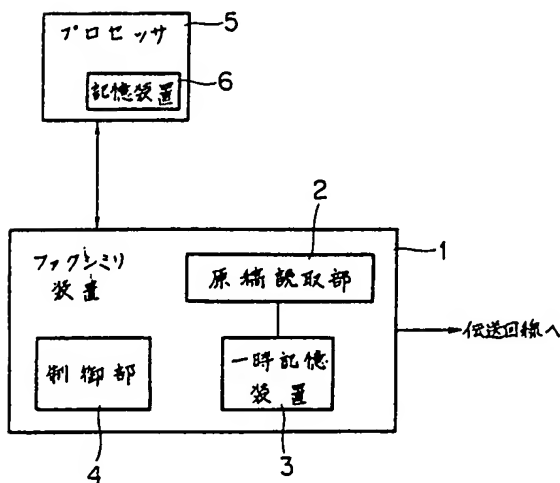 プロセッサ
5
記憶装置
6
ファクシミリ
装置
1
2
原稿読取部
伝送回線へ
制御部
一時記憶
装置
4
3